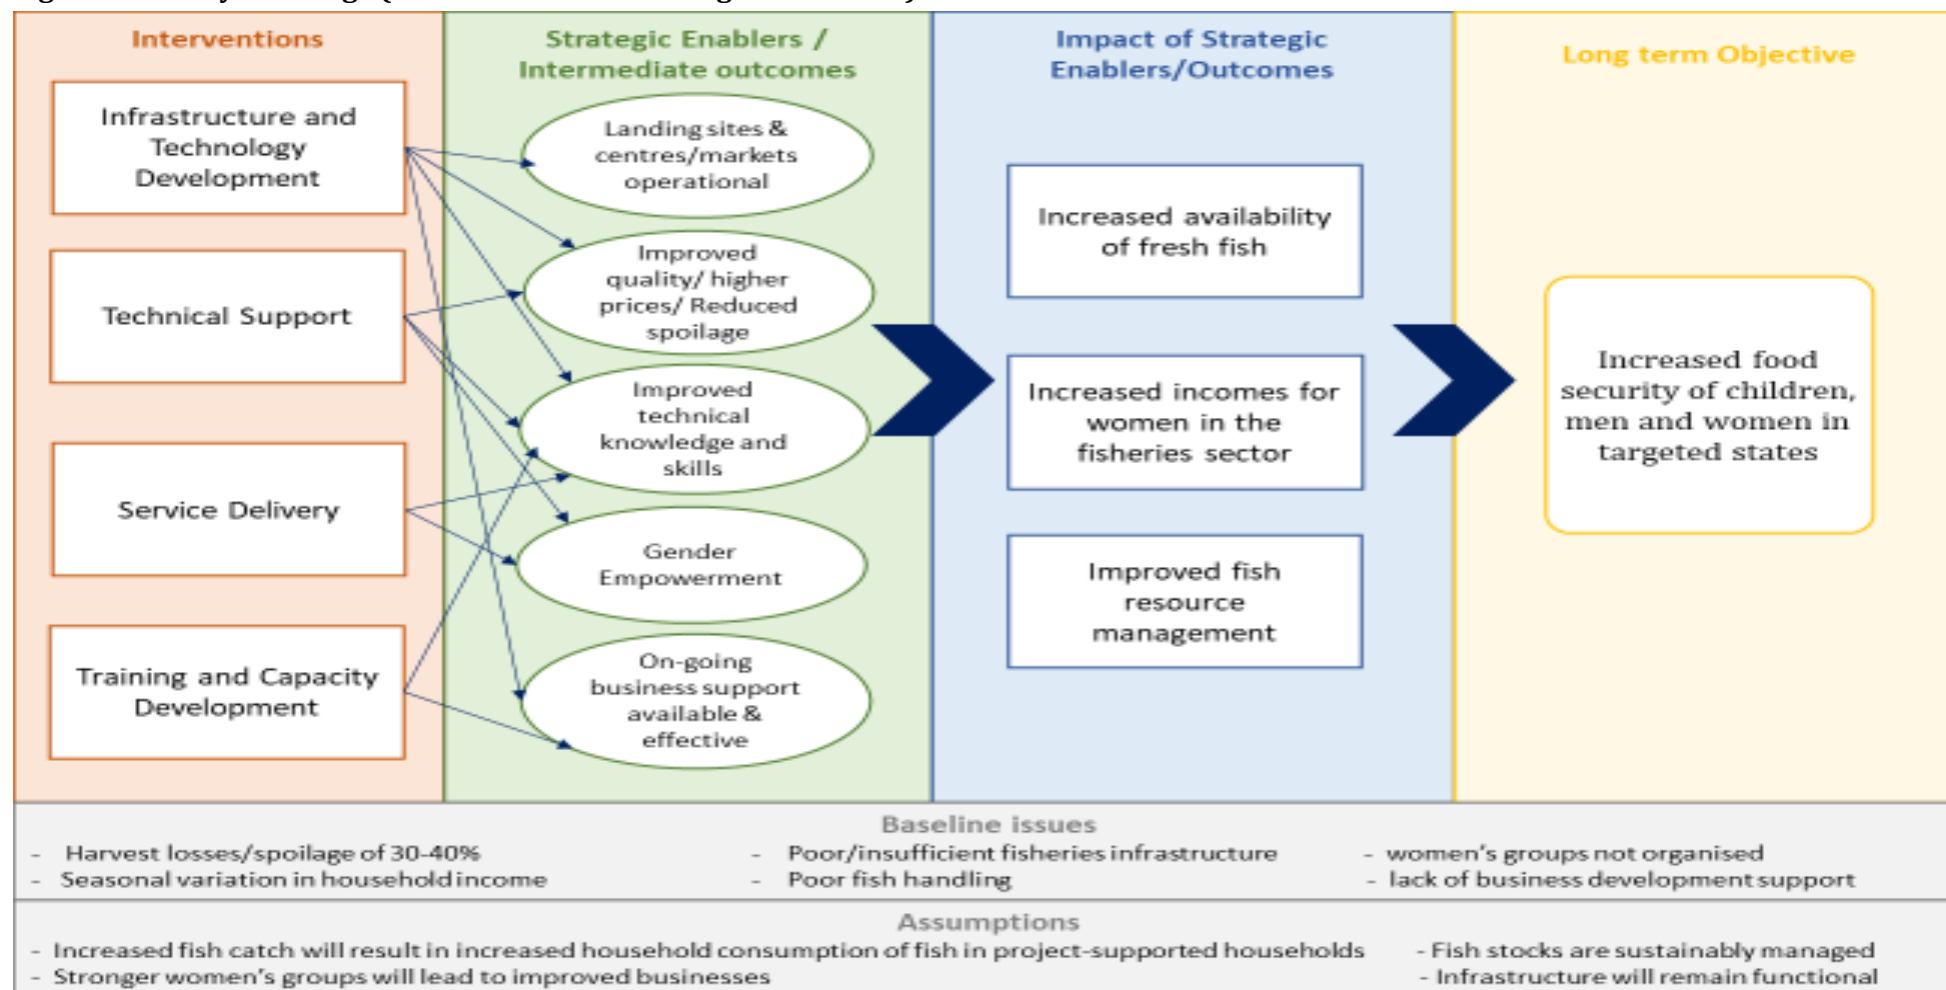 Interventions
Infrastructure and
Technology
Development
Technical Support
Service Delivery
Training and Capacity
Development
Strategic Enablers /
Intermediate outcomes
Landing sites &
centres/markets
operational
Improved
quality/ higher
prices/ Reduced
spoilage
Improved
technical
knowledge and
skills
Gender
Empowerment
On-going
business support
available &
effective
Impact of Strategic
Enablers/Outcomes
Increased availability
of fresh fish
Increased incomes for
women in the
fisheries sector
Improved fish
resource
management
Long term Objective
Increased food
security of children,
men and women in
targeted states
Baseline issues
- Harvest losses/spoilage of 30-40%
- Seasonal variation in household income
- Poor/insufficient fisheries infrastructure
- Poor fish handling
- women's groups not organised
- lack of business development support
Assumptions
- Increased fish catch will result in increased household consumption of fish in project-supported households
- Stronger women's groups will lead to improved businesses
- Fish stocks are sustainably managed
- Infrastructure will remain functional